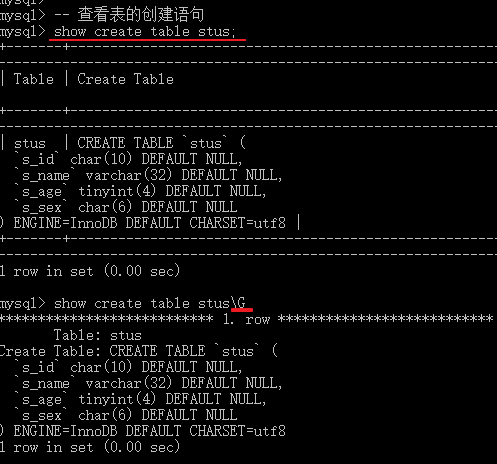 mysql>
mysql> -- 查看表的创建语句
mysql> show create table stus;
+-------+--------------------------------------------------
---------------------------------------------------------
| Table | Create Table

+-------+--------------------------------------------------
---------------------------------------------------------
| stus  | CREATE TABLE `stus` (
  `s_id` char(10) DEFAULT NULL,
  `s_name` varchar(32) DEFAULT NULL,
  `s_age` tinyint(4) DEFAULT NULL,
  `s_sex` char(6) DEFAULT NULL
) ENGINE=InnoDB DEFAULT CHARSET=utf8 |
+-------+--------------------------------------------------
---------------------------------------------------------
1 row in set (0.00 sec)

mysql> show create table stus\G
*************************** 1. row ***************************
       Table: stus
Create Table: CREATE TABLE `stus` (
  `s_id` char(10) DEFAULT NULL,
  `s_name` varchar(32) DEFAULT NULL,
  `s_age` tinyint(4) DEFAULT NULL,
  `s_sex` char(6) DEFAULT NULL
) ENGINE=InnoDB DEFAULT CHARSET=utf8
1 row in set (0.00 sec)